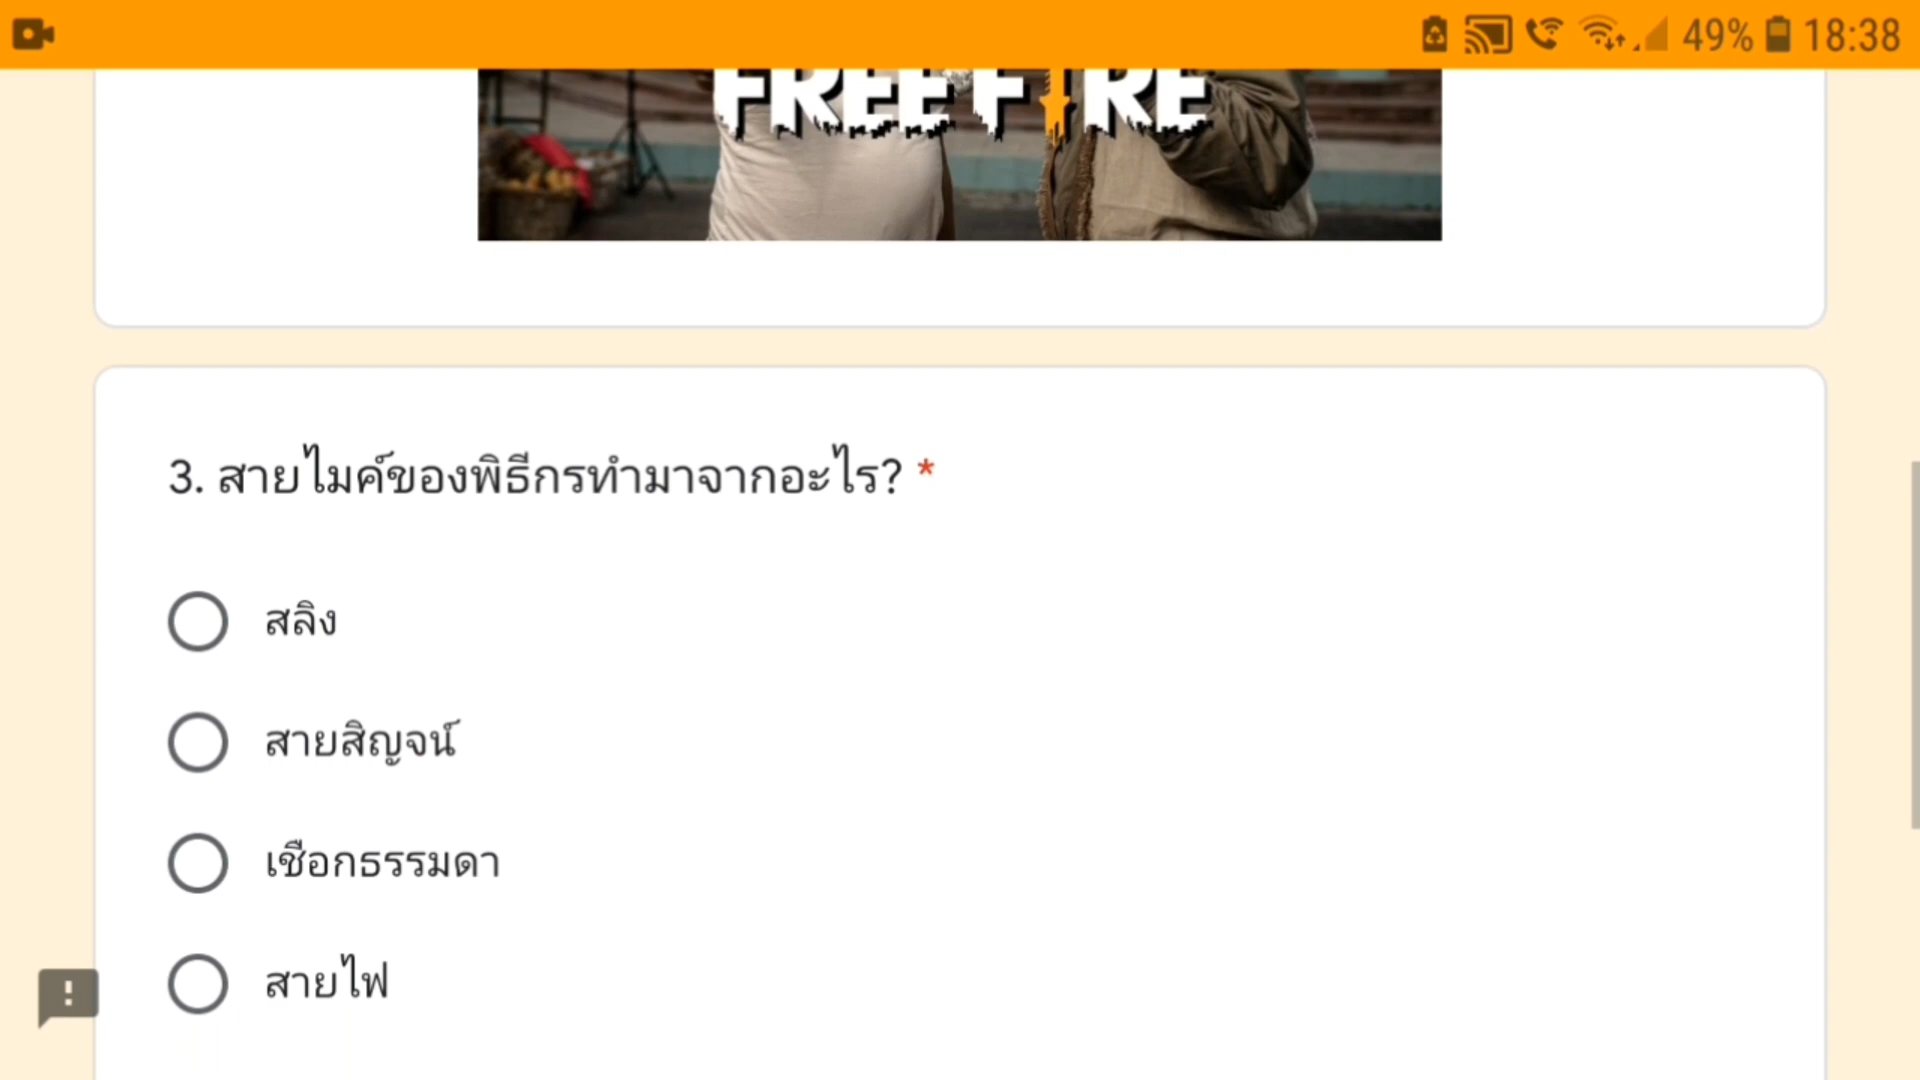 49% 18:38
FREE FIRE
3. สายไมค์ของพิธีกรทำมาจากอะไร? *
สลิง
สายสิญจน์
เชือกธรรมดา
สายไฟ